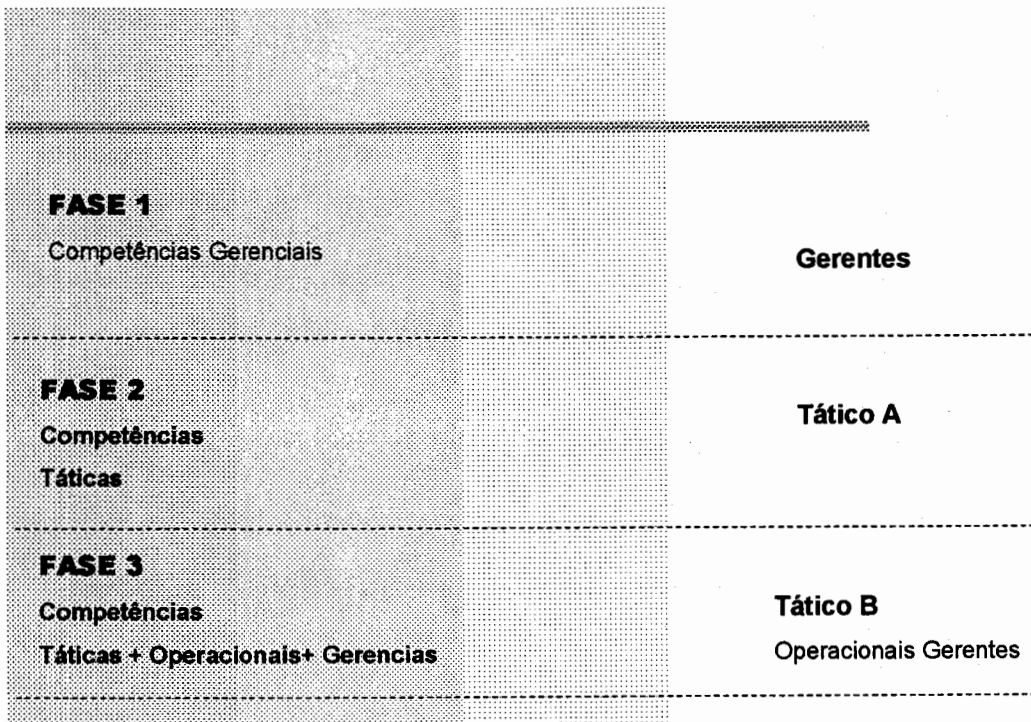 FASE 1
Competências Gerenciais
Gerentes
FASE 2
Competências
Táticas
Tático A
FASE 3
Competências
Táticas + Operacionais+ Gerencias
Tático B
Operacionais Gerentes